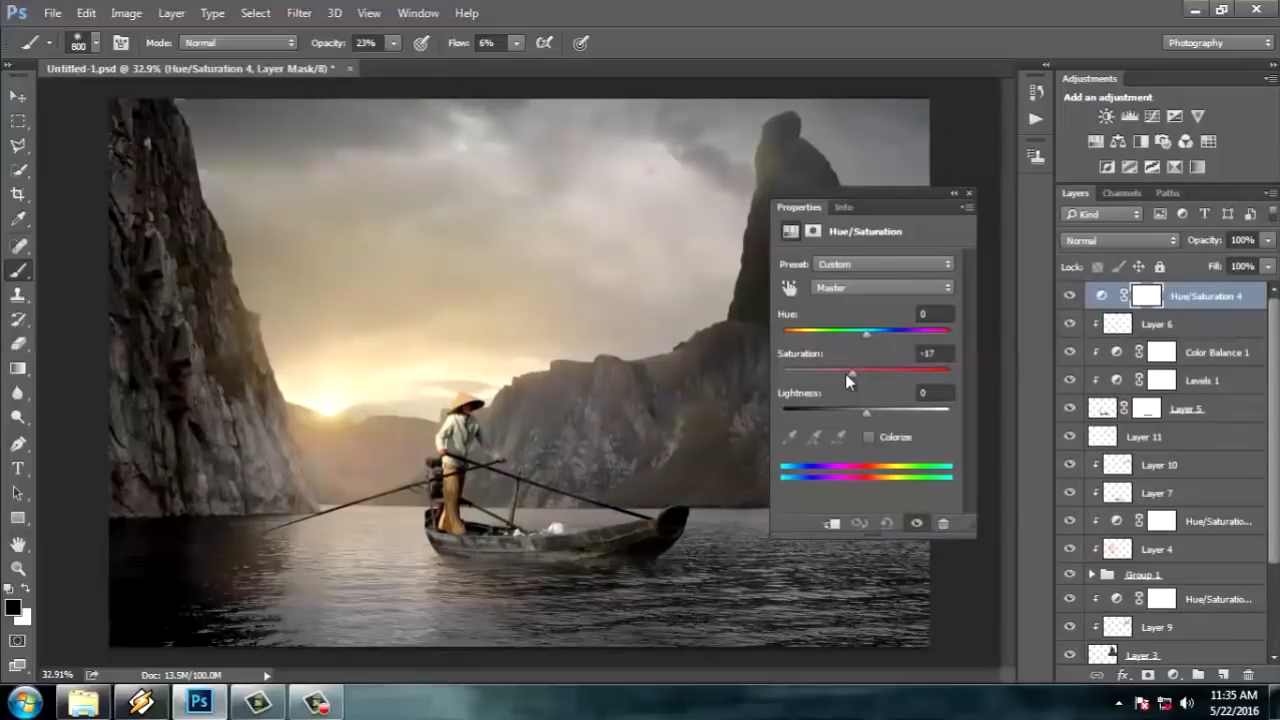 Ps File Edit Image Layer Type Select Filter 3D View Window Help
800 Mode: Normal Opacity: 23% Flow: 6% Photography
Untitled-1.psd @ 32.9% (Hue/Saturation 4, Layer Mask/8) *
Adjustments
Add an adjustment
Layers Channels Paths
Kind
Normal Opacity: 100%
Lock: Fill: 100%
Hue/Saturation 4
Layer 6
Color Balance 1
Levels 1
Layer 5
Layer 11
Layer 10
Layer 7
Hue/Saturatio...
Layer 4
Group 1
Hue/Saturatio...
Layer 9
Layer 3
Properties Info
Hue/Saturation
Preset: Custom
Master
Hue: 0
Saturation: -17
Lightness: 0
Colorize
32.91% Doc: 13.5M/100.0M
Ps
11:35 AM
5/22/2016